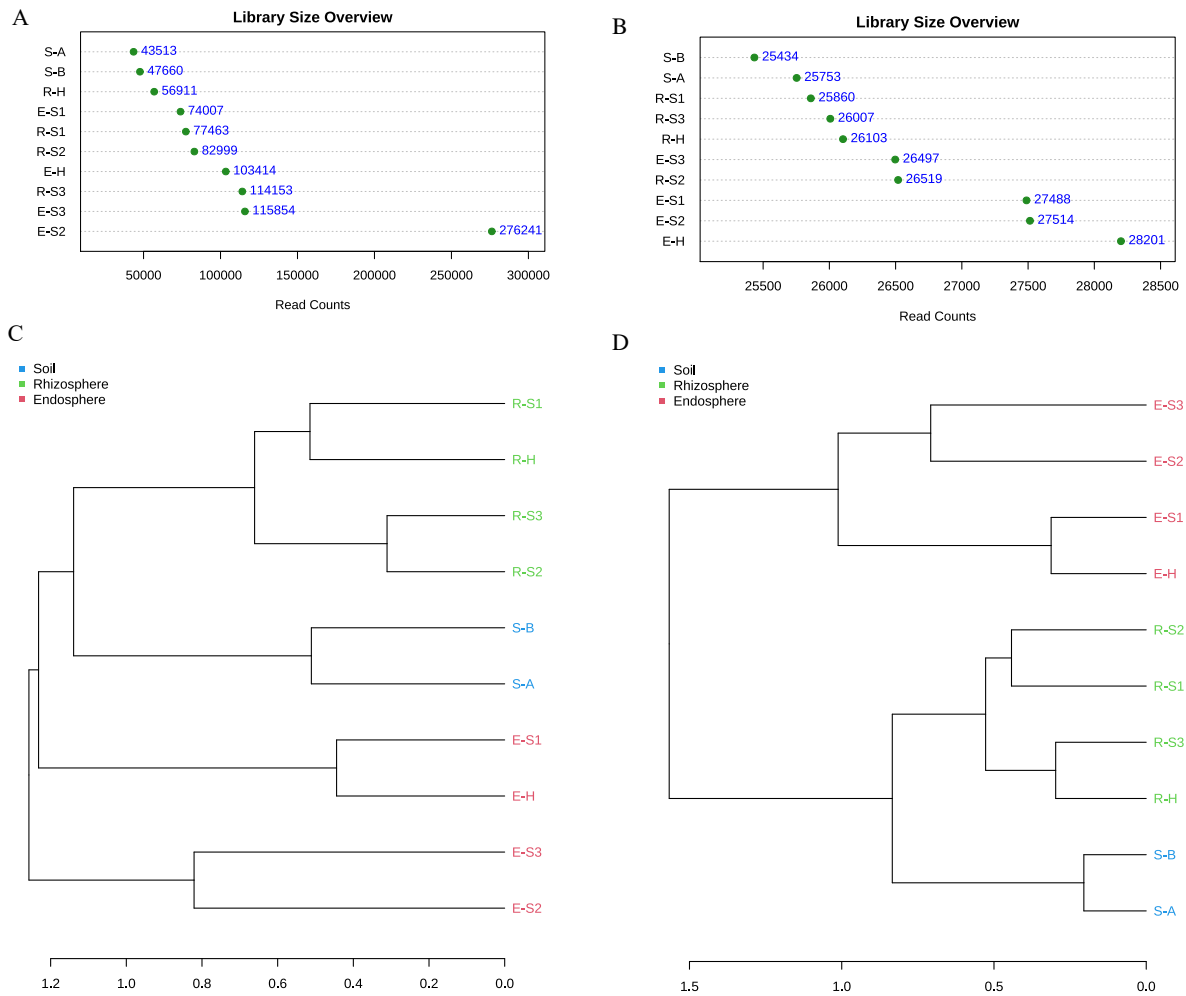 A
Library Size Overview
S-A
43513
S-B
47660
R-H
56911
E-S1
74007
R-S1
77463
R-S2
82999
E-H
103414
R-S3
114153
E-S3
115854
E-S2
276241
50000 100000 150000 200000 250000 300000
Read Counts
B
Library Size Overview
S-B
25434
S-A
25753
R-S1
25860
R-S3
26007
R-H
26103
E-S3
26497
R-S2
26519
E-S1
27488
E-S2
27514
E-H
28201
25500 26000 26500 27000 27500 28000 28500
Read Counts
C
Soil
Rhizosphere
Endosphere
R-S1
R-H
R-S3
R-S2
S-B
S-A
E-S1
E-H
E-S3
E-S2
1.2 1.0 0.8 0.6 0.4 0.2 0.0
D
Soil
Rhizosphere
Endosphere
E-S3
E-S2
E-S1
E-H
R-S2
R-S1
R-S3
R-H
S-B
S-A
1.5 1.0 0.5 0.0